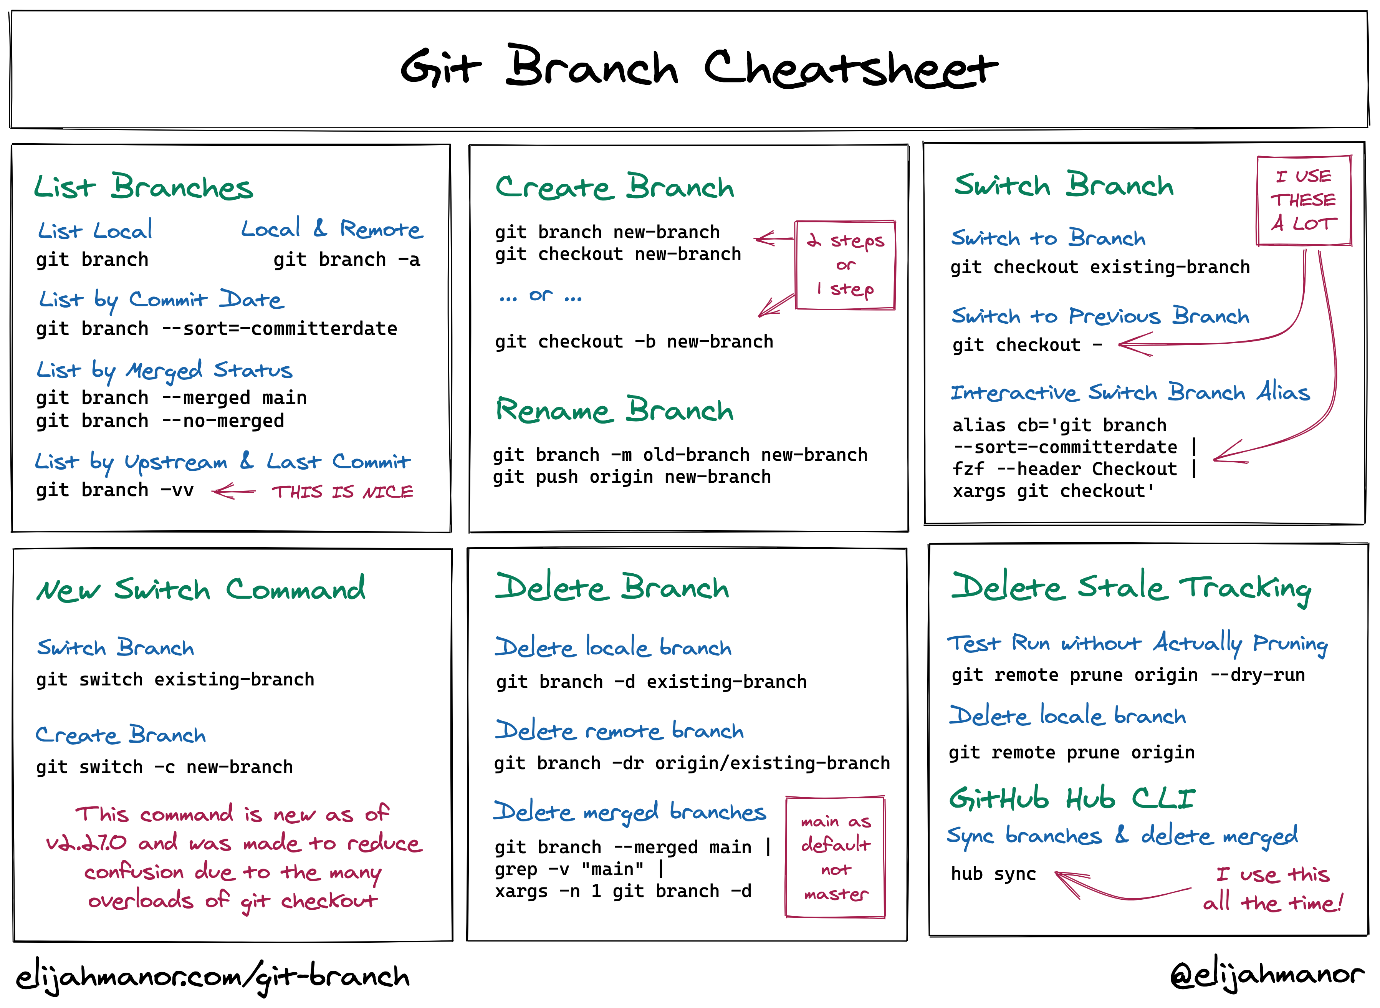 Git Branch Cheatsheet
List Branches
List Local
git branch
Local & Remote
git branch -a
List by Commit Date
git branch --sort=-committerdate
List by Merged Status
git branch --merged main
git branch --no-merged
List by Upstream & Last Commit
git branch -vv
THIS IS NICE
Create Branch
git branch new-branch
git checkout new-branch
... or ...
git checkout -b new-branch
2 steps
or
1 step
Rename Branch
git branch -m old-branch new-branch
git push origin new-branch
Switch Branch
I USE
THESE
A LOT
Switch to Branch
git checkout existing-branch
Switch to Previous Branch
git checkout -
Interactive Switch Branch Alias
alias cb='git branch
--sort=-committerdate |
fzf --header Checkout |
xargs git checkout'
New Switch Command
Switch Branch
git switch existing-branch
Create Branch
git switch -c new-branch
This command is new as of
v2.27.0 and was made to reduce
confusion due to the many
overloads of git checkout
Delete Branch
Delete locale branch
git branch -d existing-branch
Delete remote branch
git branch -dr origin/existing-branch
Delete merged branches
git branch --merged main |
grep -v "main" |
xargs -n 1 git branch -d
main as
default
not
master
Delete Stale Tracking
Test Run without Actually Pruning
git remote prune origin --dry-run
Delete locale branch
git remote prune origin
GitHub Hub CLI
Sync branches & delete merged
hub sync
I use this
all the time!
elijahmanor.com/git-branch
@elijahmanor